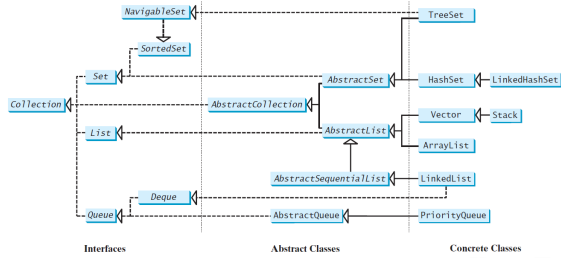 NavigableSet
TreeSet
SortedSet
Set
AbstractSet
HashSet
LinkedHashSet
Collection
AbstractCollection
Vector
Stack
List
AbstractList
ArrayList
AbstractSequentialList
LinkedList
Deque
Queue
AbstractQueue
PriorityQueue
Interfaces
Abstract Classes
Concrete Classes